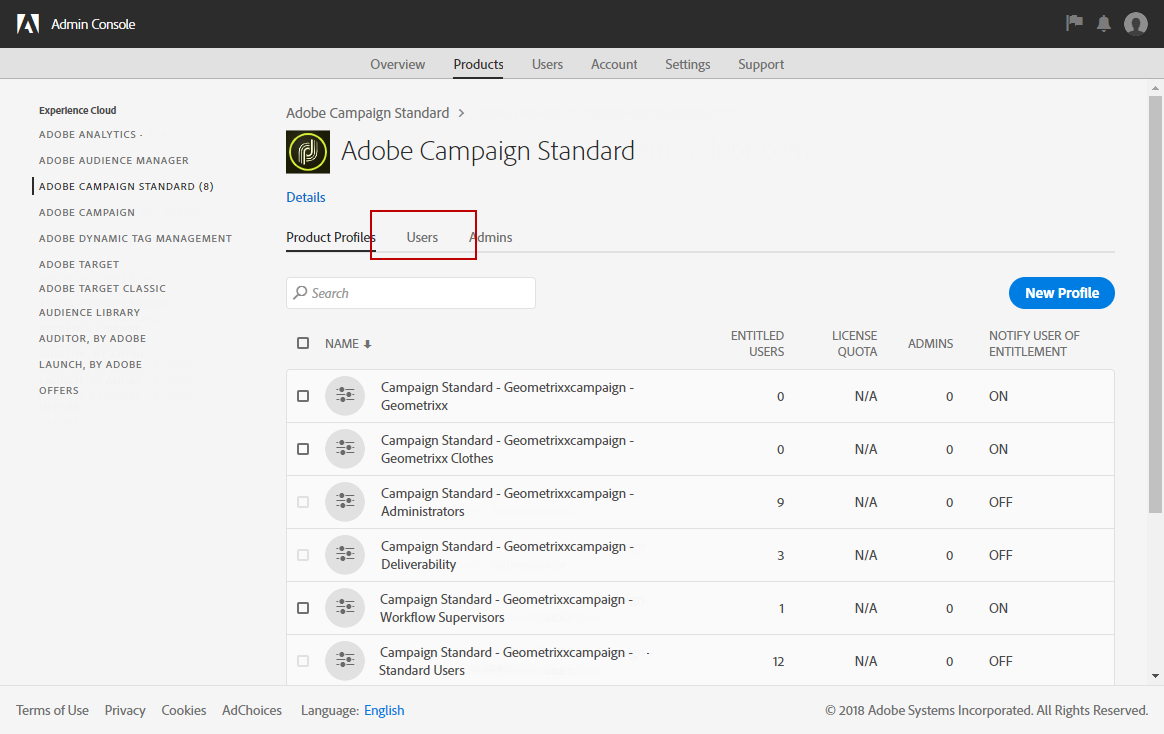 Admin Console
Overview Products Users Account Settings Support
Experience Cloud
ADOBE ANALYTICS -
ADOBE AUDIENCE MANAGER
ADOBE CAMPAIGN STANDARD (8)
ADOBE CAMPAIGN
ADOBE DYNAMIC TAG MANAGEMENT
ADOBE TARGET
ADOBE TARGET CLASSIC
AUDIENCE LIBRARY
AUDITOR, BY ADOBE
LAUNCH, BY ADOBE
OFFERS
Adobe Campaign Standard >
Adobe Campaign Standard
Details
Product Profiles Users Admins
Search
New Profile
NAME ENTITLED USERS LICENSE QUOTA ADMINS NOTIFY USER OF ENTITLEMENT
Campaign Standard - Geometrixxcampaign -
Geometrixx 0 N/A 0 ON
Campaign Standard - Geometrixxcampaign -
Geometrixx Clothes 0 N/A 0 ON
Campaign Standard - Geometrixxcampaign -
Administrators 9 N/A 0 OFF
Campaign Standard - Geometrixxcampaign -
Deliverability 3 N/A 0 OFF
Campaign Standard - Geometrixxcampaign -
Workflow Supervisors 1 N/A 0 ON
Campaign Standard - Geometrixxcampaign - -
Standard Users 12 N/A 0 OFF
Terms of Use Privacy Cookies AdChoices Language: English © 2018 Adobe Systems Incorporated. All Rights Reserved.